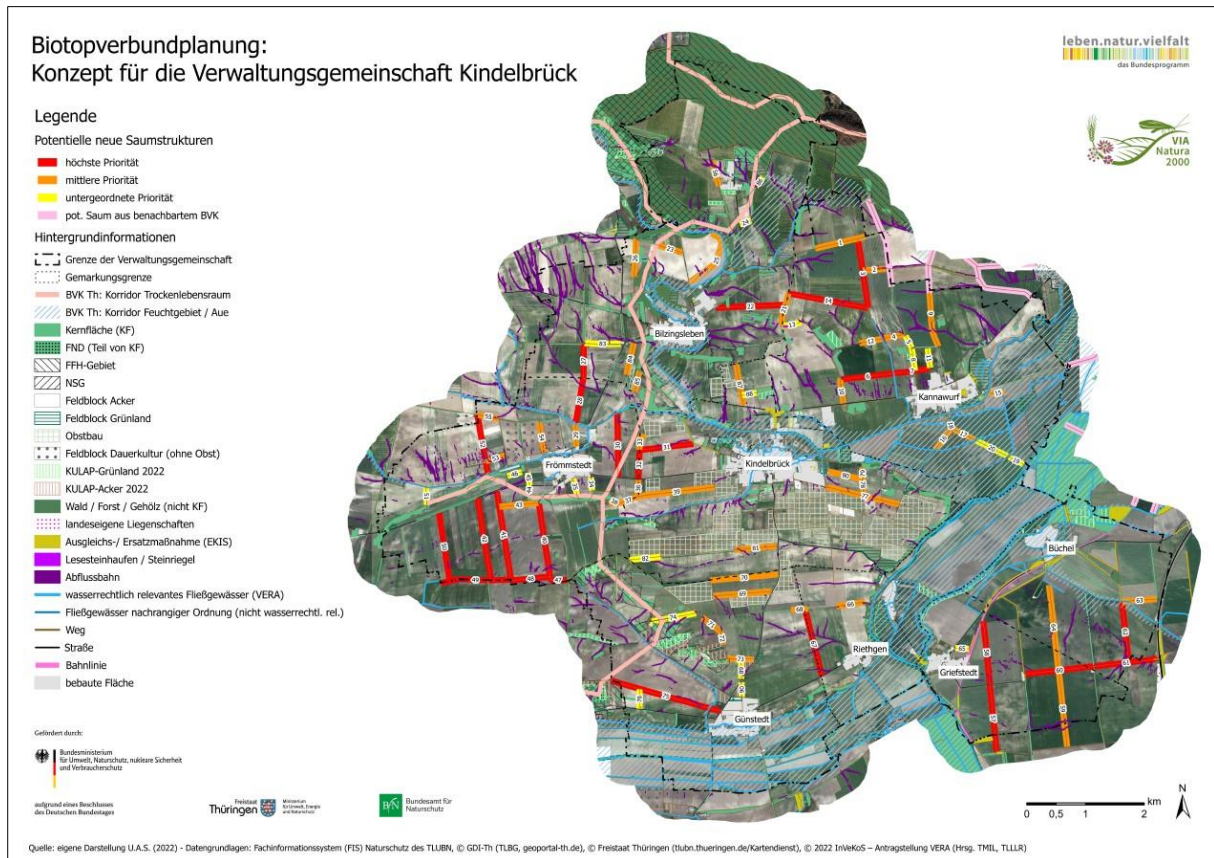 Biotopverbundplanung:
Konzept für die Verwaltungsgemeinschaft Kindelbrück
leben.natur.vielfalt
das Bundesprogramm
VIA
Natura
2000
Legende
Potentielle neue Saumstrukturen
höchste Priorität
mittlere Priorität
untergeordnete Priorität
pot. Saum aus benachbartem BVK
Hintergrundinformationen
Grenze der Verwaltungsgemeinschaft
Gemarkungsgrenze
BVK Th: Korridor Trockenlebensraum
BVK Th: Korridor Feuchtgebiet / Aue
Kernfläche (KF)
FND (Teil von KF)
FFH-Gebiet
NSG
Feldblock Acker
Feldblock Grünland
Obstbau
Feldblock Dauerkultur (ohne Obst)
KULAP-Grünland 2022
KULAP-Acker 2022
Wald / Forst / Gehölz (nicht KF)
landeseigene Liegenschaften
Ausgleichs-/ Ersatzmaßnahme (EKIS)
Lesesteinhaufen / Steinriegel
Abflussbahn
wasserrechtlich relevantes Fließgewässer (VERA)
Fließgewässer nachrangiger Ordnung (nicht wasserrechtl. rel.)
Weg
Straße
Bahnlinie
bebaute Fläche
Bilzingsleben
Kannawurf
Frömmstedt
Kindelbrück
Büchel
Riethgen
Griefstedt
Günstedt
Gefördert durch:
Bundesministerium
für Umwelt, Naturschutz, nukleare Sicherheit
und Verbraucherschutz
aufgrund eines Beschlusses
des Deutschen Bundestages
Freistaat
Thüringen
Ministerium
für Umwelt, Energie
und Naturschutz
BfN
Bundesamt für
Naturschutz
N
km
0 0,5 1 2
Quelle: eigene Darstellung U.A.S. (2022) - Datengrundlagen: Fachinformationssystem (FIS) Naturschutz des TLUBN, © GDI-Th (TLBG, geoportal-th.de), © Freistaat Thüringen (tlubn.thueringen.de/Kartendienst), © 2022 InVeKoS – Antragstellung VERA (Hrsg. TMIL, TLLLR)